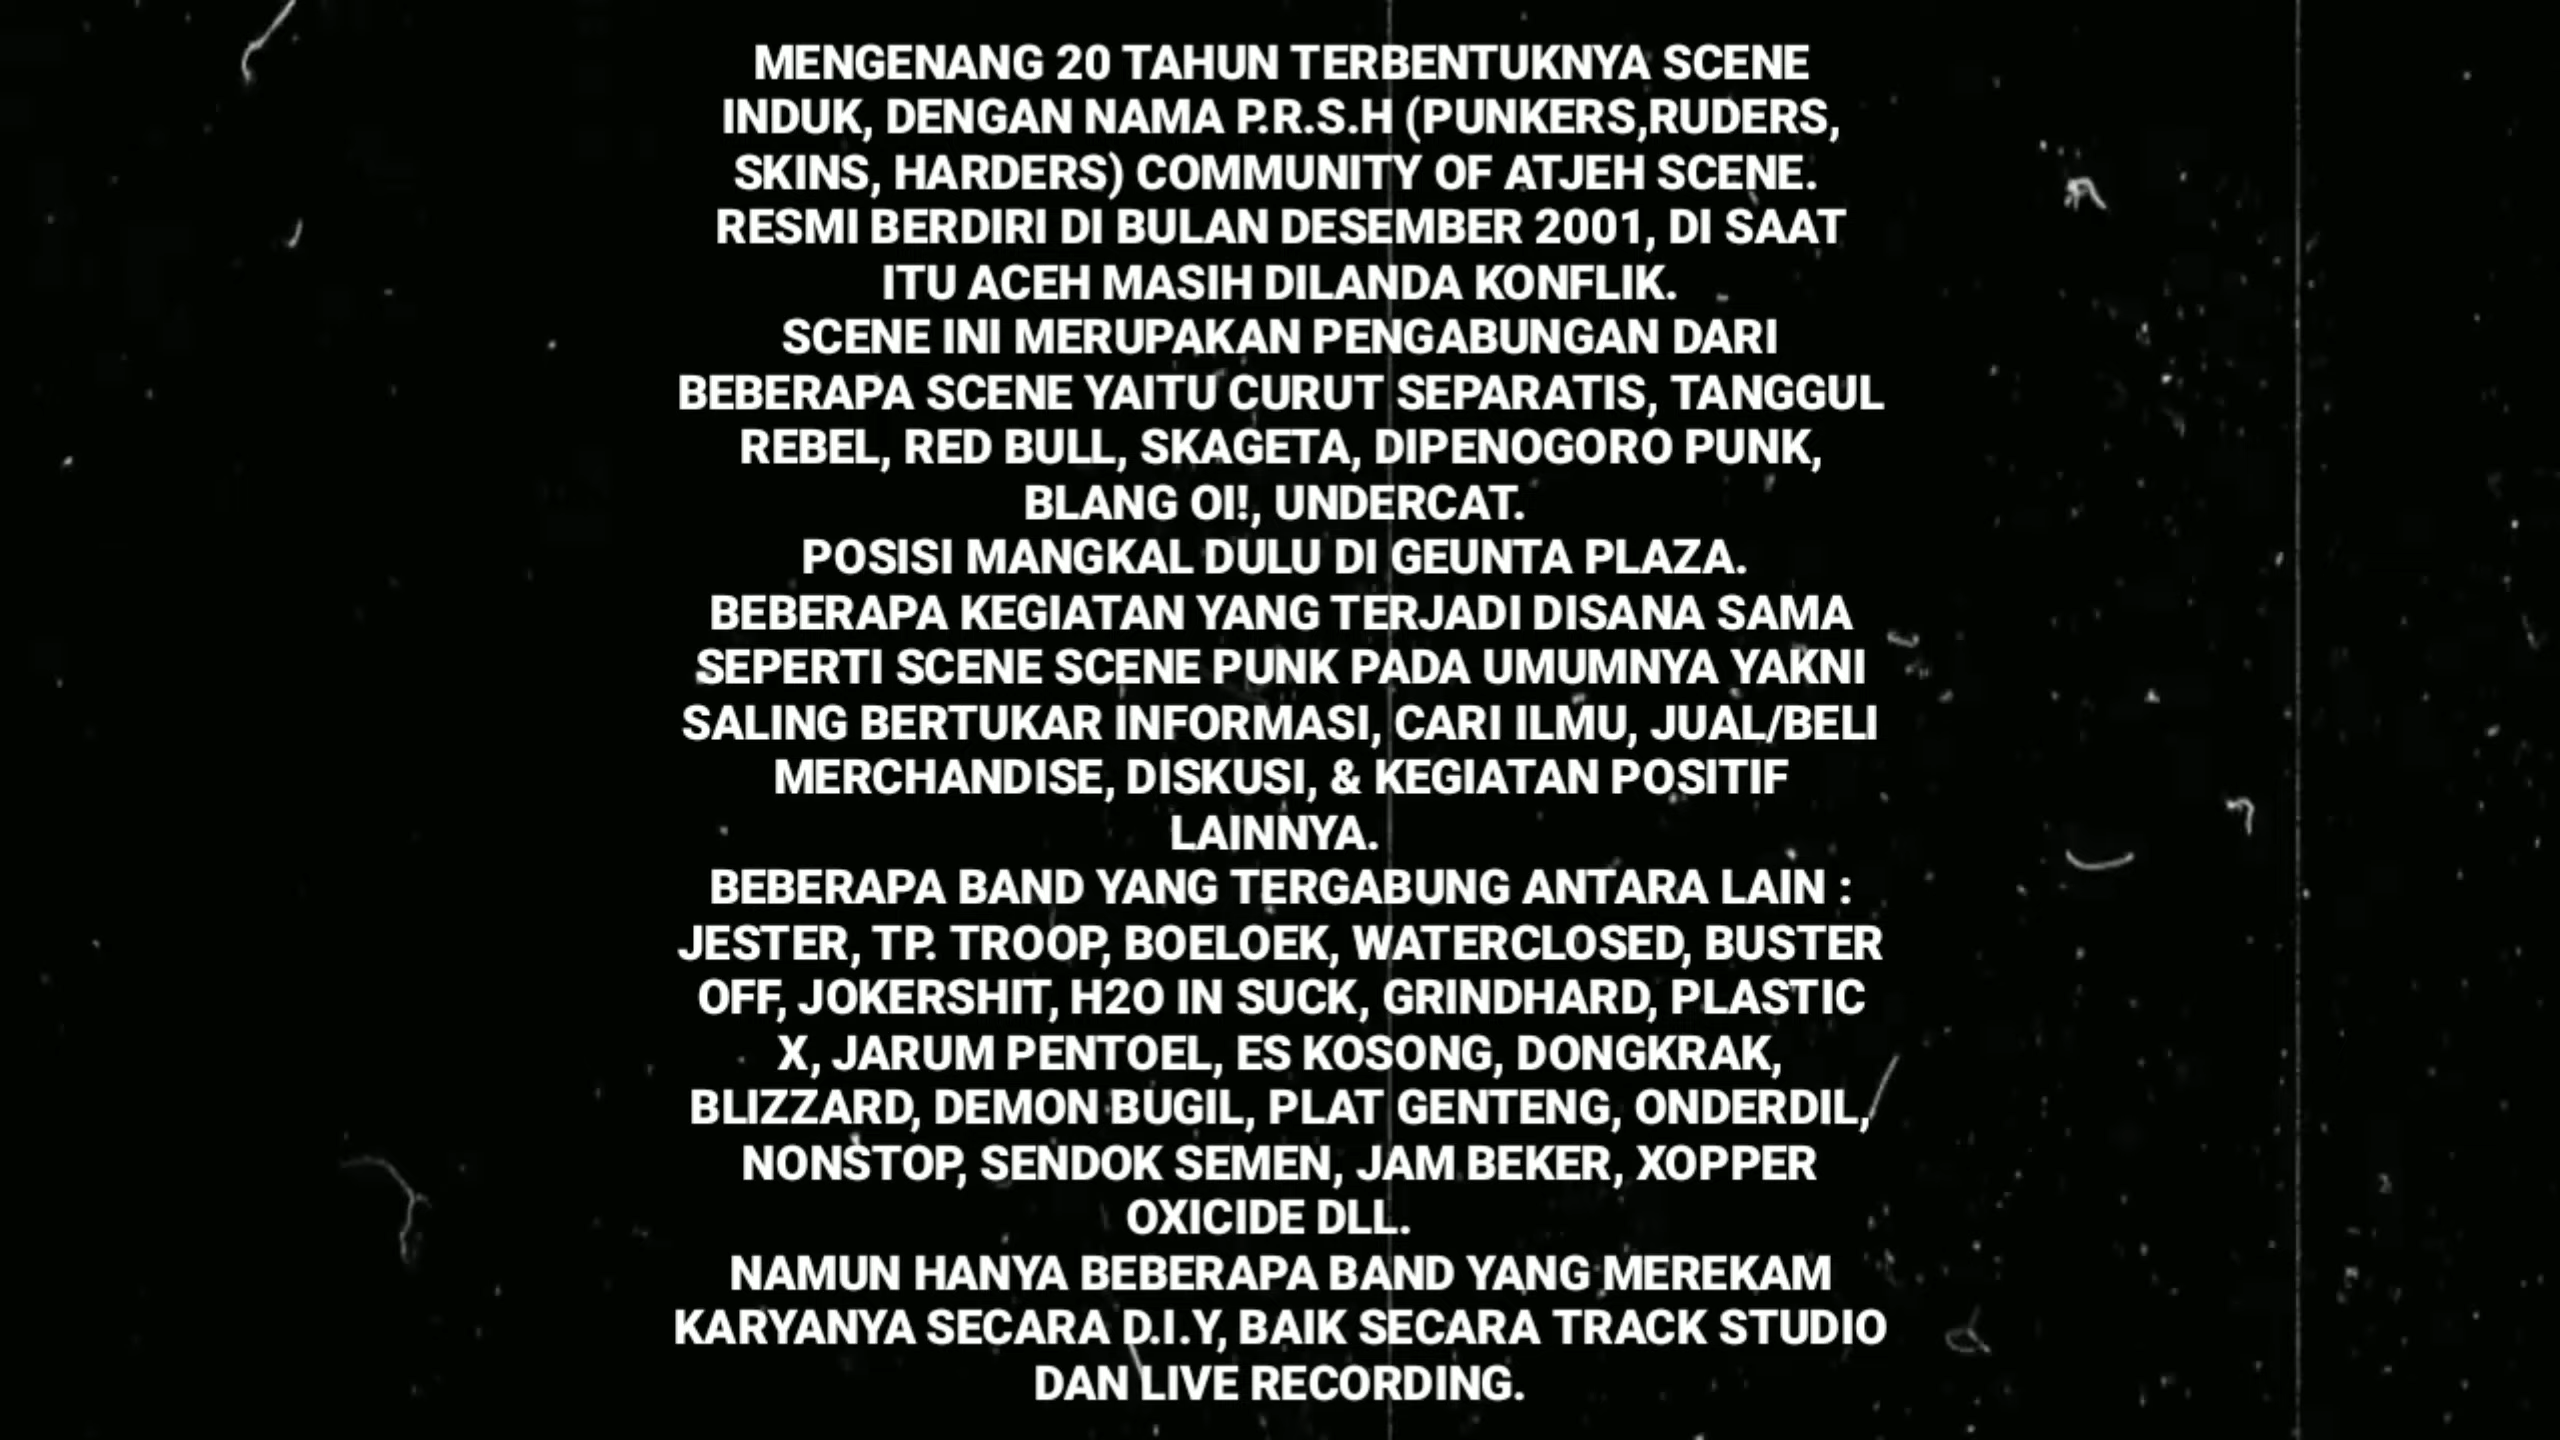 MENGENANG 20 TAHUN TERBENTUKNYA SCENE
INDUK, DENGAN NAMA P.R.S.H (PUNKERS,RUDERS,
SKINS, HARDERS) COMMUNITY OF ATJEH SCENE.
RESMI BERDIRI DI BULAN DESEMBER 2001, DI SAAT
ITU ACEH MASIH DILANDA KONFLIK.
SCENE INI MERUPAKAN PENGABUNGAN DARI
BEBERAPA SCENE YAITU CURUT SEPARATIS, TANGGUL
REBEL, RED BULL, SKAGETA, DIPENOGORO PUNK,
BLANG OI!, UNDERCAT.
POSISI MANGKAL DULU DI GEUNTA PLAZA.
BEBERAPA KEGIATAN YANG TERJADI DISANA SAMA
SEPERTI SCENE SCENE PUNK PADA UMUMNYA YAKNI
SALING BERTUKAR INFORMASI, CARI ILMU, JUAL/BELI
MERCHANDISE, DISKUSI, & KEGIATAN POSITIF
LAINNYA.
BEBERAPA BAND YANG TERGABUNG ANTARA LAIN :
JESTER, TP. TROOP, BOELOEK, WATERCLOSED, BUSTER
OFF, JOKERSHIT, H2O IN SUCK, GRINDHARD, PLASTIC
X, JARUM PENTOEL, ES KOSONG, DONGKRAK,
BLIZZARD, DEMON BUGIL, PLAT GENTENG, ONDERDIL,
NONSTOP, SENDOK SEMEN, JAM BEKER, XOPPER
OXICIDE DLL.
NAMUN HANYA BEBERAPA BAND YANG MEREKAM
KARYANYA SECARA D.I.Y, BAIK SECARA TRACK STUDIO
DAN LIVE RECORDING.